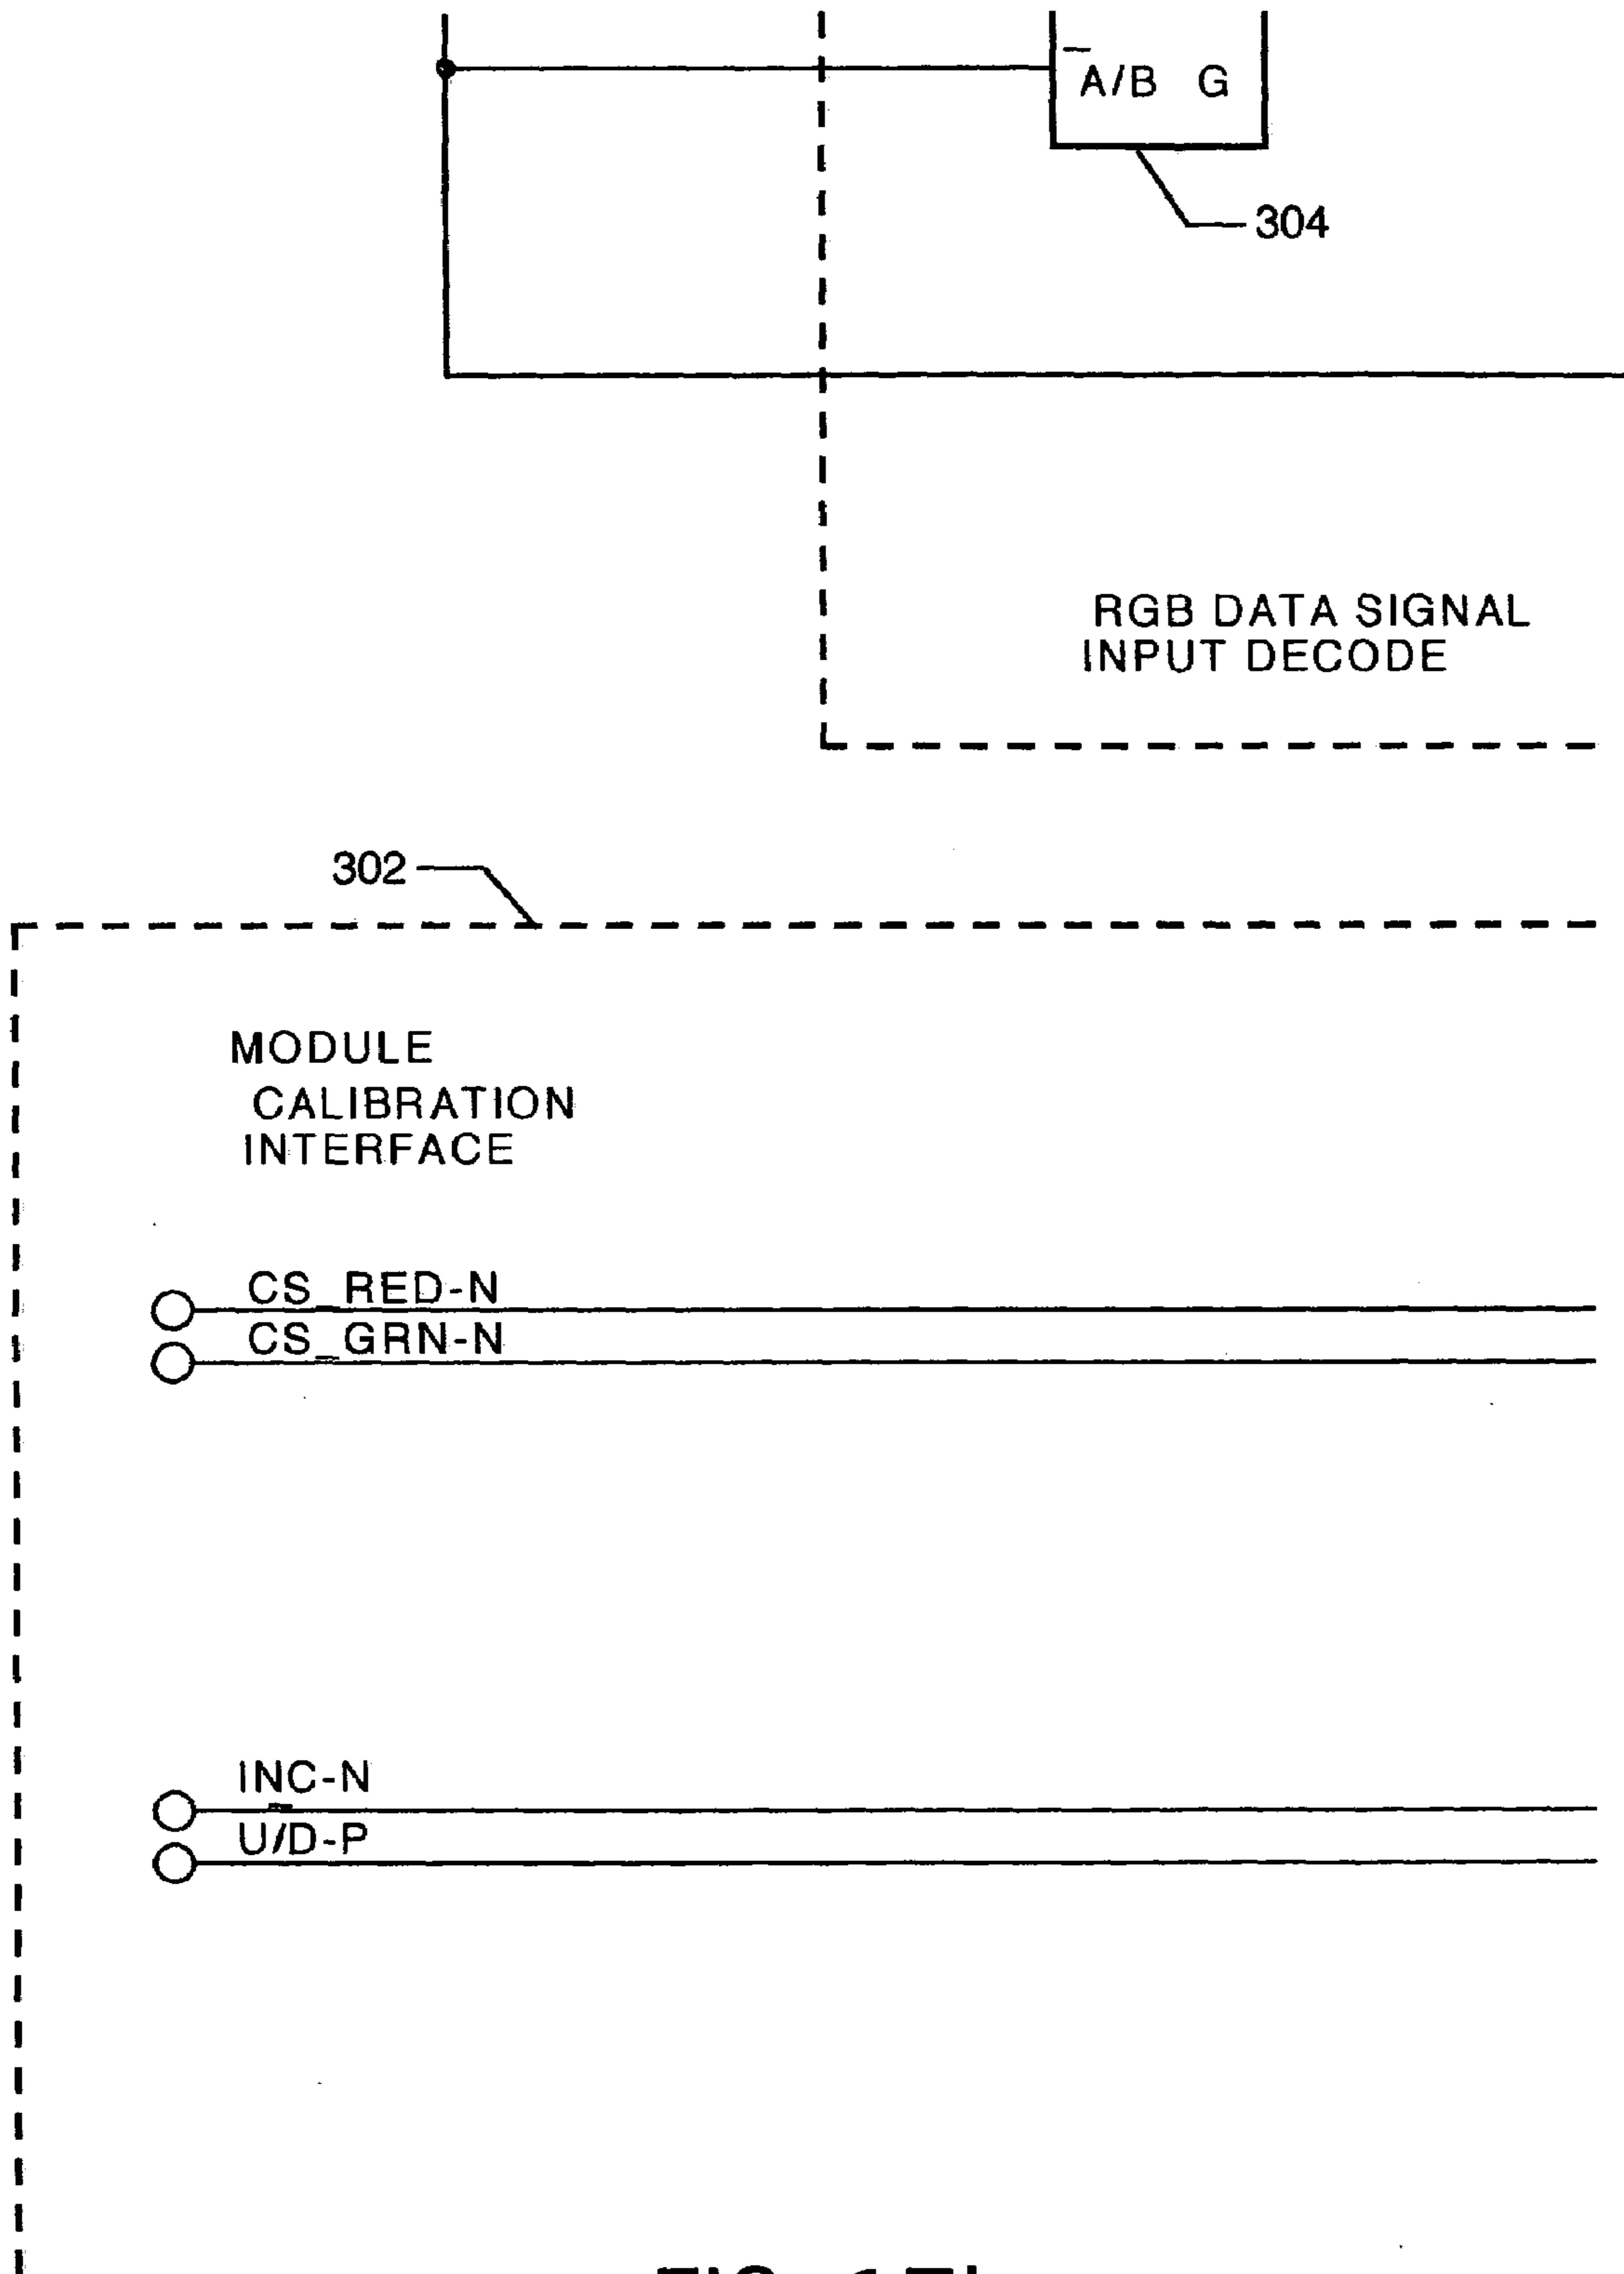 A/B G
304
RGB DATA SIGNAL
INPUT DECODE
302
MODULE
CALIBRATION
INTERFACE
CS_RED-N
CS_GRN-N
INC-N
U/D-P